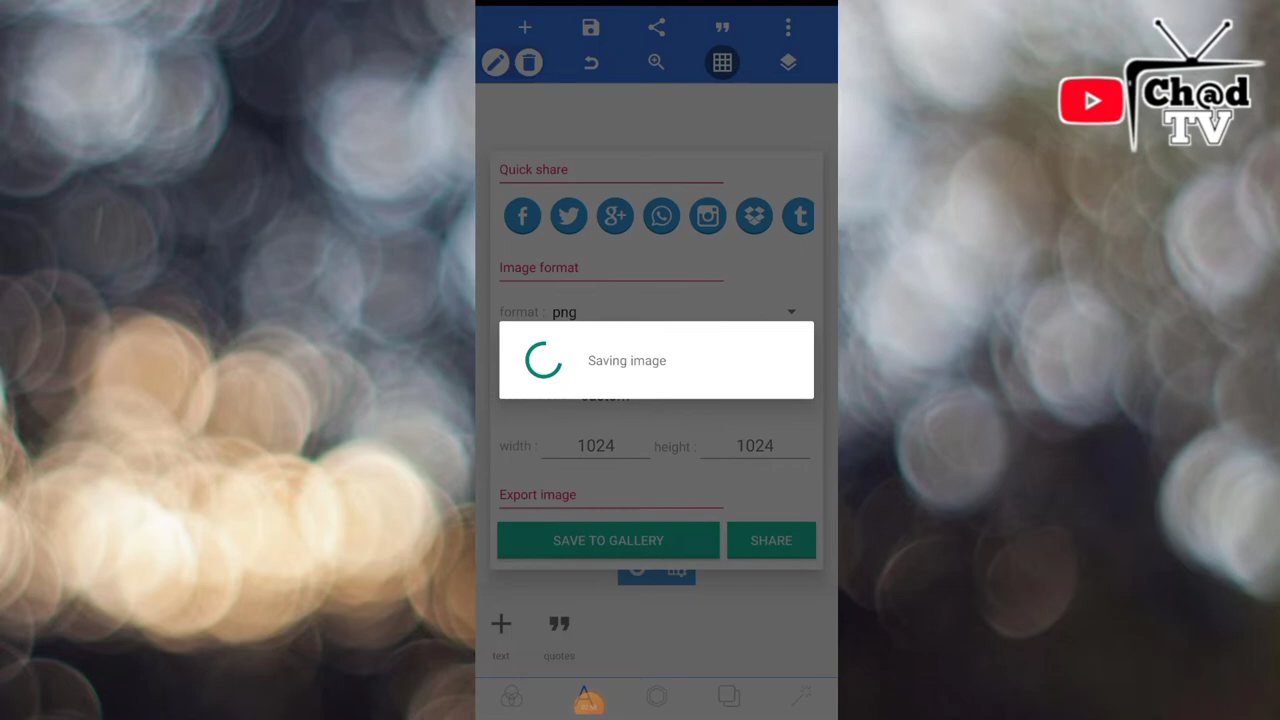 Ch@d
TV
Quick share
Image format
format : png
Saving image
width : 1024 height : 1024
Export image
SAVE TO GALLERY SHARE
text quotes